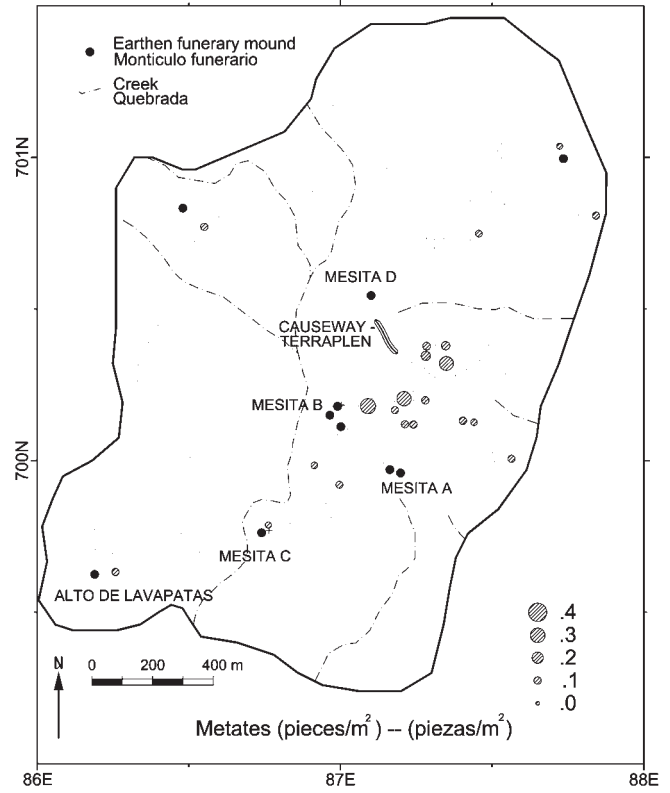 Earthen funerary mound
Monticulo funerario
Creek
Quebrada
701N
MESITA D
CAUSEWAY -
TERRAPLEN
MESITA B
700N
MESITA A
MESITA C
ALTO DE LAVAPATAS
.4
.3
.2
.1
.0
N
0 200 400 m
Metates (pieces/m²) -- (piezas/m²)
86E 87E 88E